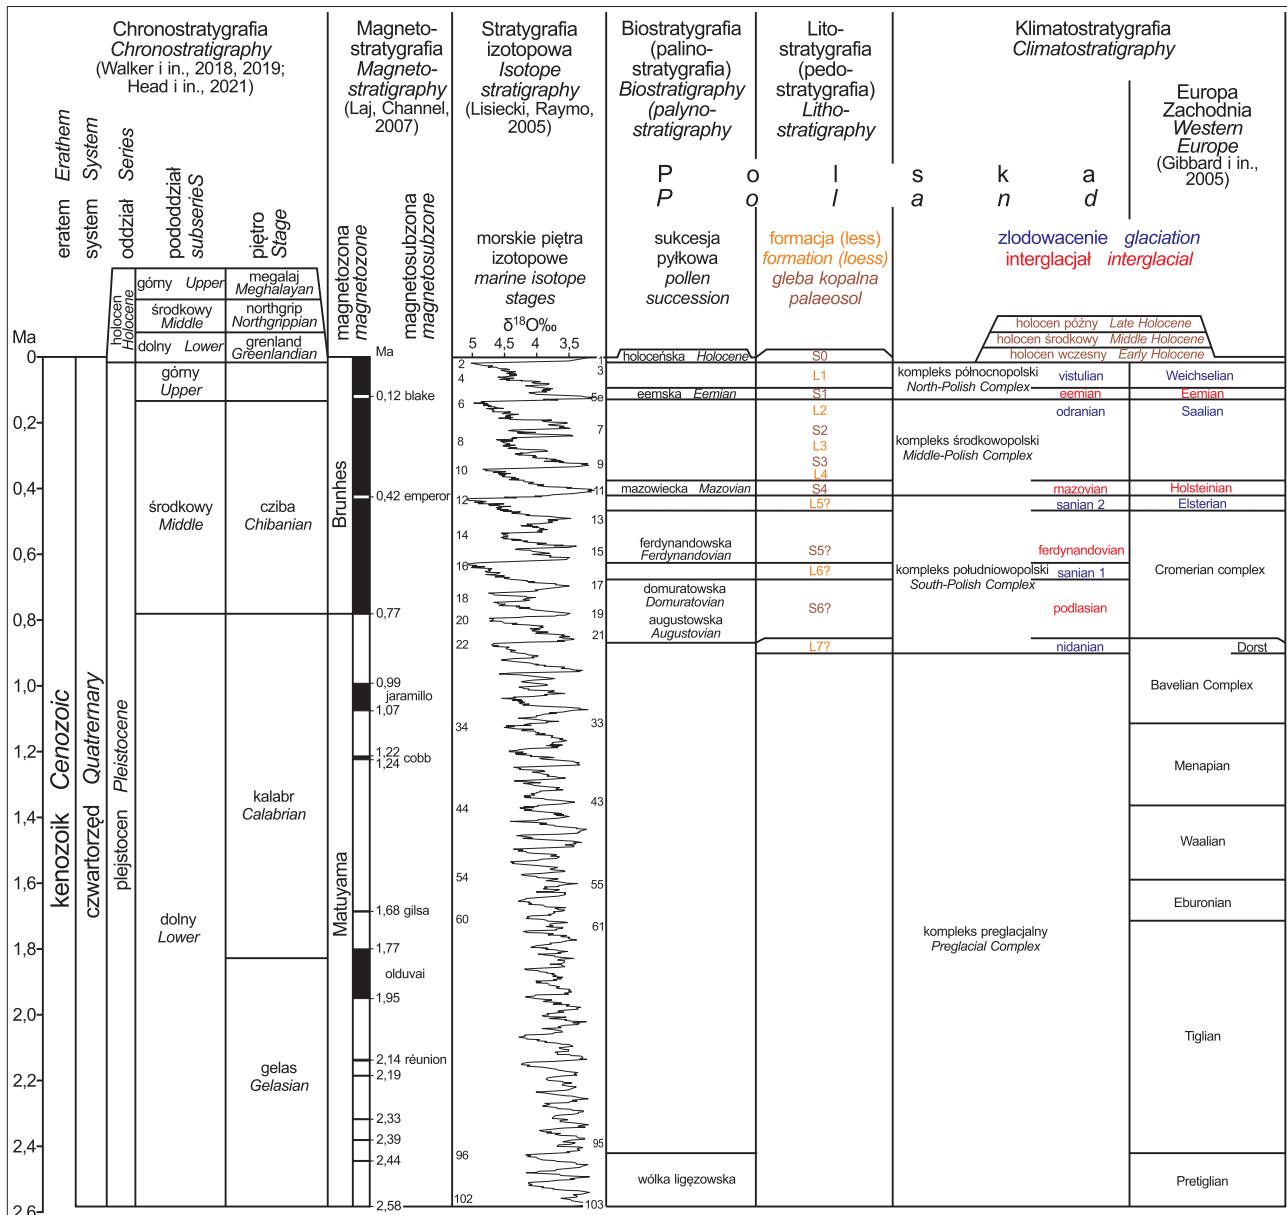 Chronostratygrafia
Chronostratigraphy
(Walker i in., 2018, 2019;
Head i in., 2021)
Magneto-
stratygrafia
Magneto-
stratigraphy
(Laj, Channel,
2007)
Stratygrafia
izotopowa
Isotope
stratigraphy
(Lisiecki, Raymo,
2005)
Biostratygrafia
(palino-
stratygrafia)
Biostratigraphy
(palyno-
stratigraphy
Lito-
stratygrafia
(pedo-
stratygrafia)
Litho-
stratigraphy
Klimatostratygrafia
Climatostratigraphy
Europa
Zachodnia
Western
Europe
(Gibbard i in.,
2005)
P o l s k a
P o l a n d
eratem Erathem
system System
oddział Series
pododdział
subserieS
piętro
Stage
magnetozona
magnetozone
magnetosubzona
magnetosubzone
morskie piętra
izotopowe
marine isotope
stages
δ18O‰
5 4,5 4 3,5
sukcesja
pyłkowa
pollen
succession
formacja (less)
formation (loess)
gleba kopalna
palaeosol
zlodowacenie glaciation
interglacjał interglacial
Ma
0
0,2
0,4
0,6
0,8
1,0
1,2
1,4
1,6
1,8
2,0
2,2
2,4
2,6
kenozoik Cenozoic
czwartorzęd Quatremary
holocen
Holocene
plejstocen Pleistocene
górny Upper
środkowy
Middle
dolny Lower
górny
Upper
środkowy
Middle
dolny
Lower
megalaj
Meghalayan
northgrip
Northgrippian
grenland
Greenlandian
cziba
Chibanian
kalabr
Calabrian
gelas
Gelasian
Brunhes
Matuyama
Ma
0,12 blake
0,42 emperor
0,77
0,99
jaramillo
1,07
1,22
cobb
1,24
1,68 gilsa
1,77
olduvai
1,95
2,14 réunion
2,19
2,33
2,39
2,44
2,58
2
4
6
8
10
12
14
16
18
20
22
34
44
54
60
96
102
1
3
5e
7
9
11
13
15
17
19
21
33
43
55
61
95
103
holoceńska Holocene
eemska Eemian
mazowiecka Mazovian
ferdynandowska
Ferdynandovian
domuratowska
Domuratovian
augustowska
Augustovian
wólka ligęzowska
S0
L1
S1
L2
S2
L3
S3
L4
S4
L5?
S5?
L6?
S6?
L7?
holocen późny Late Holocene
holocen środkowy Middle Holocene
holocen wczesny Early Holocene
kompleks północnopolski
North-Polish Complex
kompleks środkowopolski
Middle-Polish Complex
kompleks południowopolski
South-Polish Complex
kompleks preglacjalny
Preglacial Complex
vistulian
eemian
odranian
mazovian
sanian 2
ferdynandovian
sanian 1
podlasian
nidanian
Weichselian
Eemian
Saalian
Holsteinian
Elsterian
Cromerian complex
Dorst
Bavelian Complex
Menapian
Waalian
Eburonian
Tiglian
Pretiglian